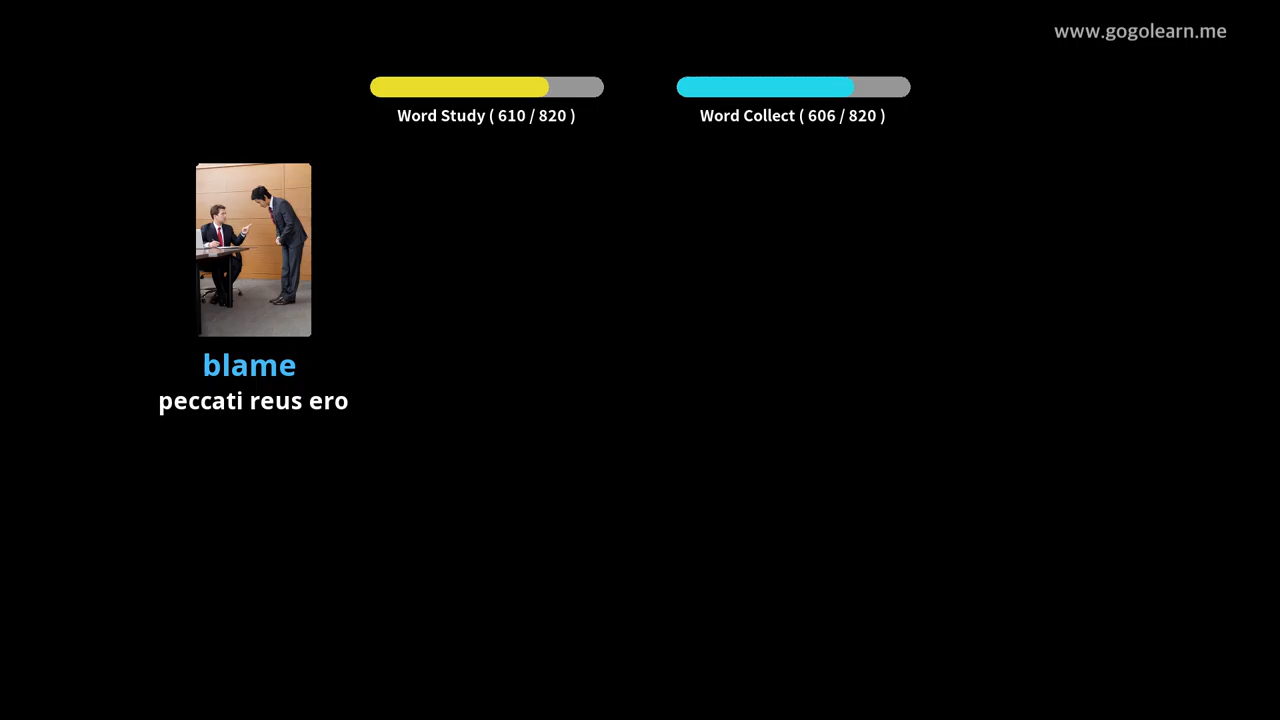 www.gogolearn.me
Word Study ( 610 / 820 )
Word Collect ( 606 / 820 )
blame
peccati reus ero